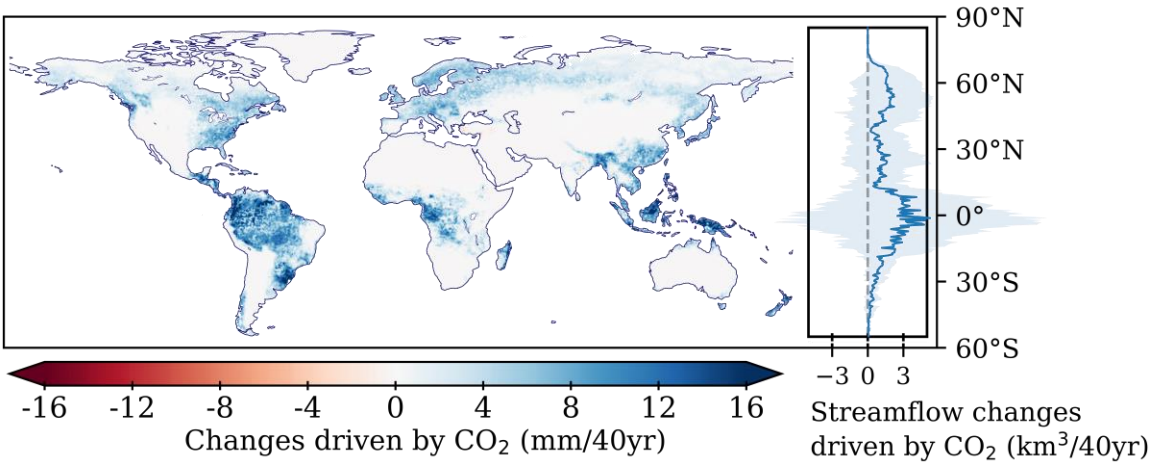 90°N
60°N
30°N
0°
30°S
60°S
−3 0 3
-16 -12 -8 -4 0 4 8 12 16
Changes driven by CO₂ (mm/40yr)
Streamflow changes
driven by CO₂ (km³/40yr)